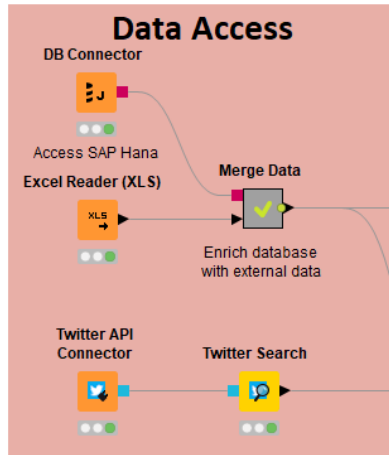 Data Access
DB Connector
Access SAP Hana
Excel Reader (XLS)
XLS
Merge Data
Enrich database
with external data
Twitter API
Connector
Twitter Search